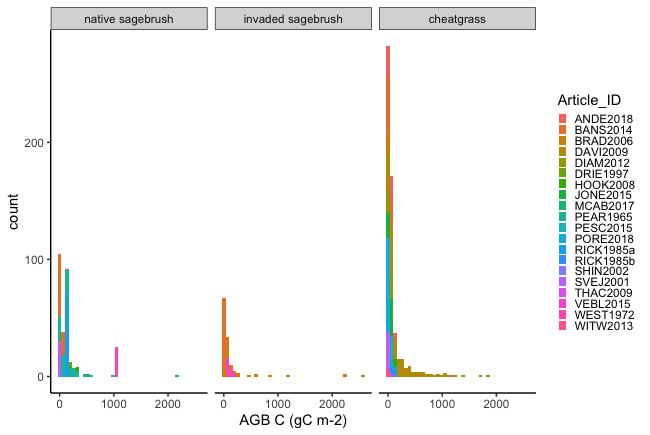 native sagebrush
invaded sagebrush
cheatgrass
count
200
100
0
0
1000
2000
0
1000
2000
0
1000
2000
AGB C (gC m-2)
Article_ID
ANDE2018
BANS2014
BRAD2006
DAVI2009
DIAM2012
DRIE1997
HOOK2008
JONE2015
MCAB2017
PEAR1965
PESC2015
PORE2018
RICK1985a
RICK1985b
SHIN2002
SVEJ2001
THAC2009
VEBL2015
WEST1972
WITW2013